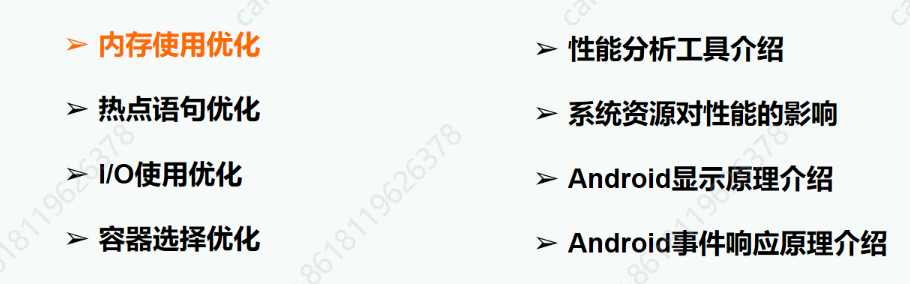 ➢ 内存使用优化
➢ 热点语句优化
➢ I/O使用优化
➢ 容器选择优化
➢ 性能分析工具介绍
➢ 系统资源对性能的影响
➢ Android显示原理介绍
➢ Android事件响应原理介绍
8618119626378
8618119626378
8618119626378